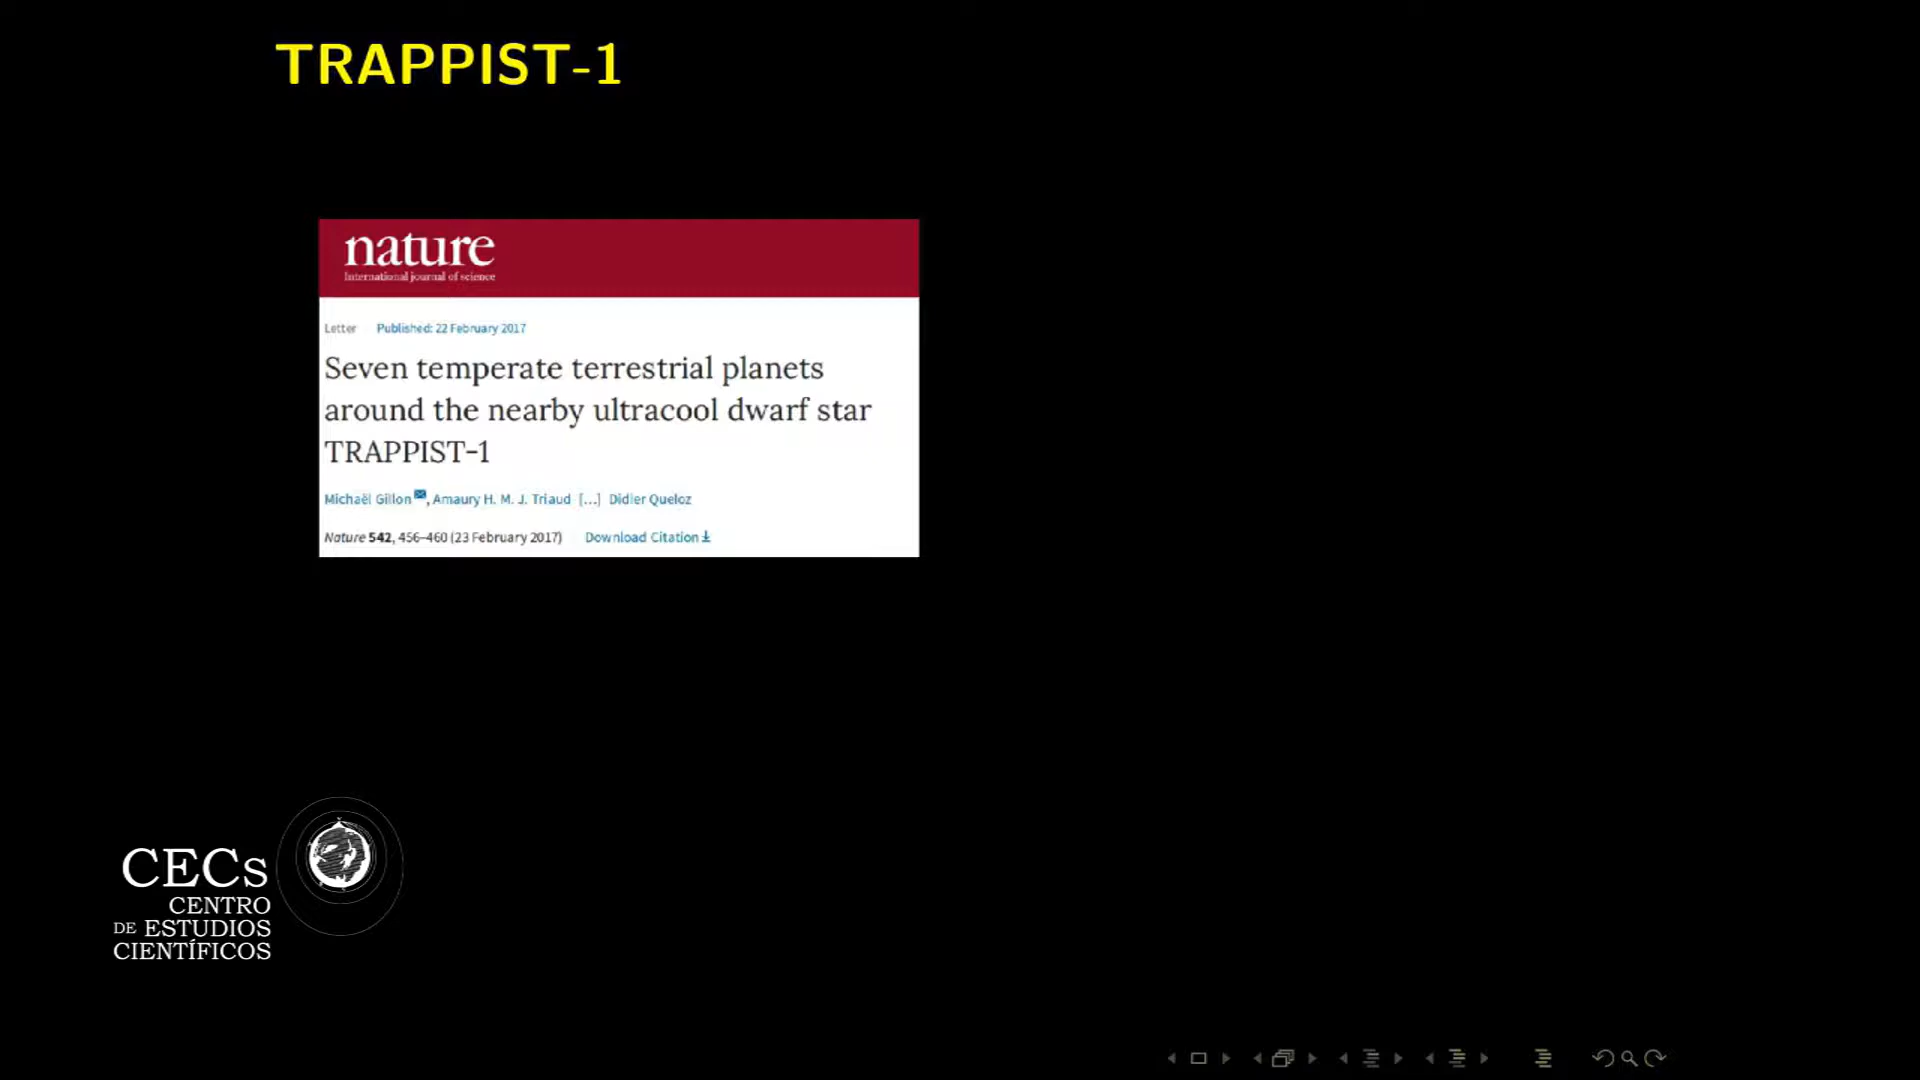 TRAPPIST-1
nature
International journal of science
Letter Published: 22 February 2017
Seven temperate terrestrial planets
around the nearby ultracool dwarf star
TRAPPIST-1
Michaël Gillon, Amaury H. M. J. Triaud […] Didier Queloz
Nature 542, 456–460 (23 February 2017) Download Citation
CECs
CENTRO
DE ESTUDIOS
CIENTÍFICOS